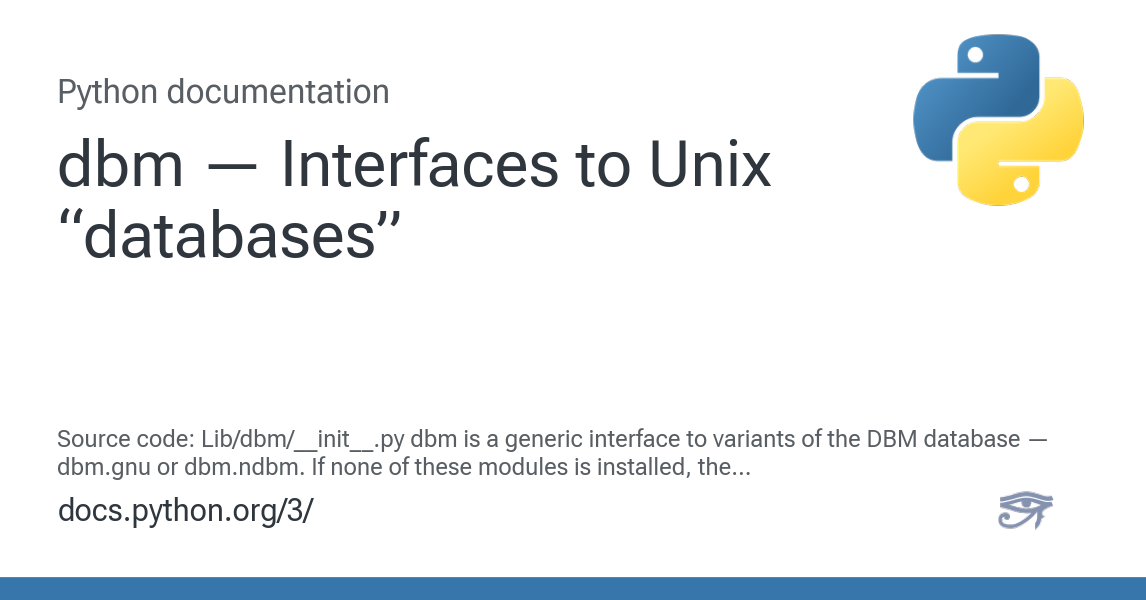 Python documentation
dbm — Interfaces to Unix
“databases”
Source code: Lib/dbm/__init__.py dbm is a generic interface to variants of the DBM database —
dbm.gnu or dbm.ndbm. If none of these modules is installed, the...
docs.python.org/3/